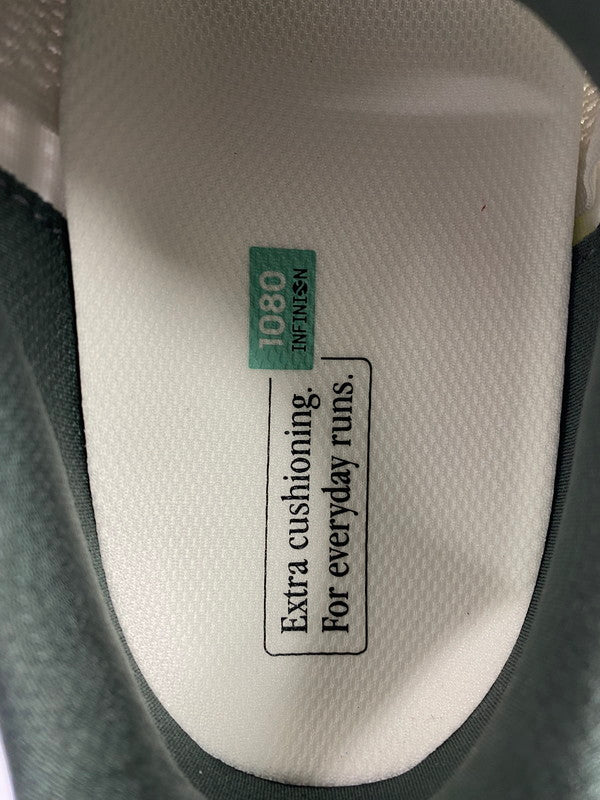 1080
INFINION
Extra cushioning.
For everyday runs.